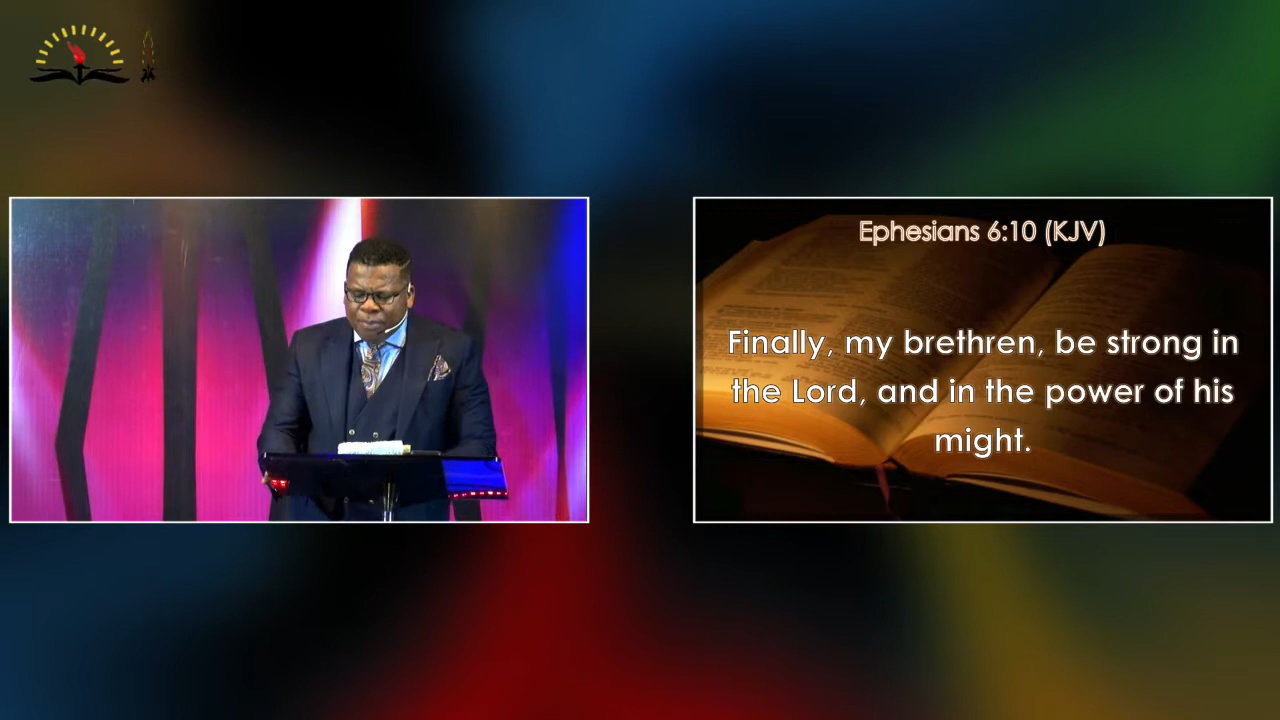 Ephesians 6:10 (KJV)
Finally, my brethren, be strong in
the Lord, and in the power of his
might.